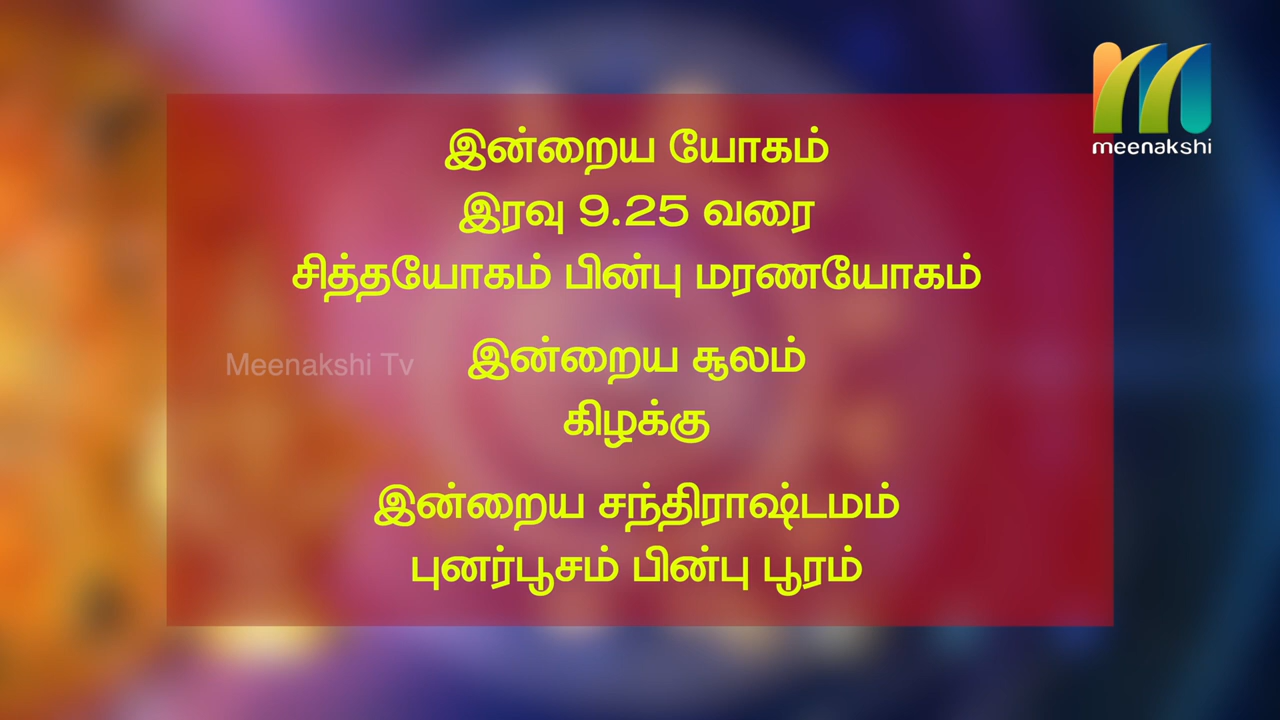 meenakshi
இன்றைய யோகம்
இரவு 9.25 வரை
சித்தயோகம் பின்பு மரணயோகம்
Meenakshi Tv
இன்றைய சூலம்
கிழக்கு
இன்றைய சந்திராஷ்டமம்
புனர்பூசம் பின்பு பூரம்